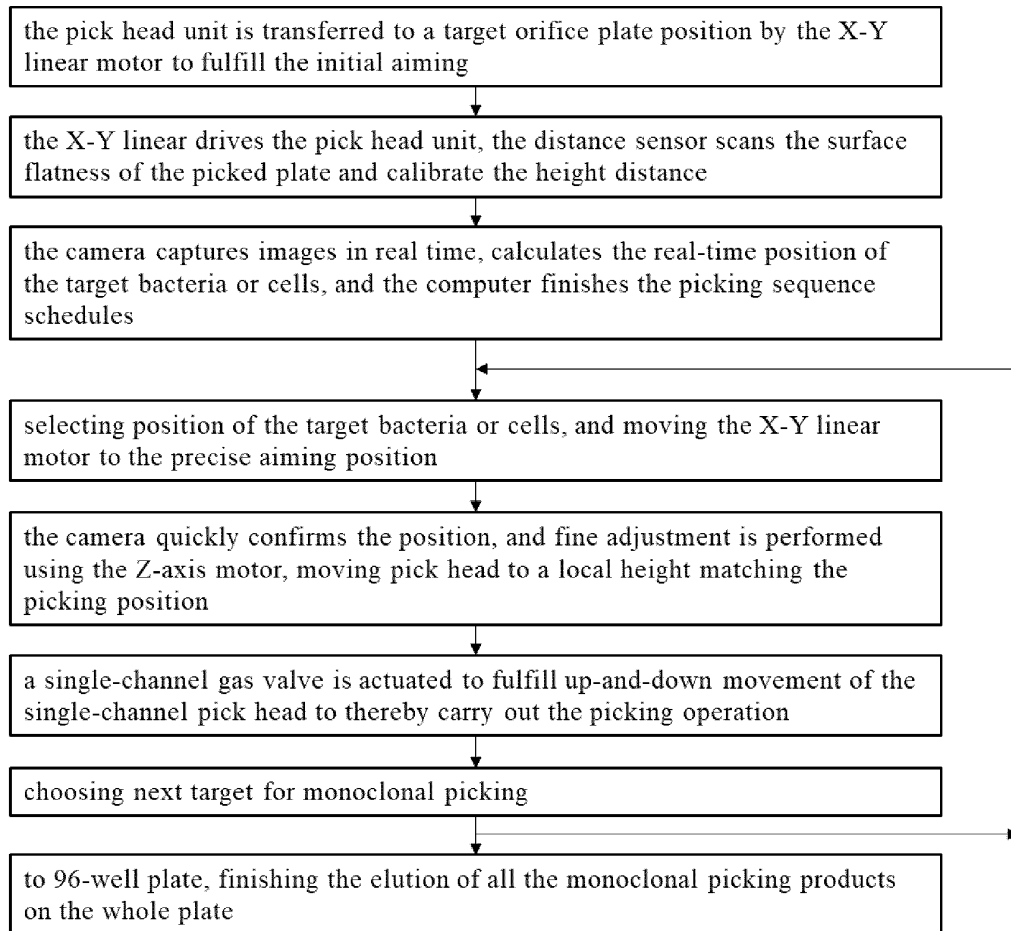 the pick head unit is transferred to a target orifice plate position by the X-Y
linear motor to fulfill the initial aiming
the X-Y linear drives the pick head unit, the distance sensor scans the surface
flatness of the picked plate and calibrate the height distance
the camera captures images in real time, calculates the real-time position of
the target bacteria or cells, and the computer finishes the picking sequence
schedules
selecting position of the target bacteria or cells, and moving the X-Y linear
motor to the precise aiming position
the camera quickly confirms the position, and fine adjustment is performed
using the Z-axis motor, moving pick head to a local height matching the
picking position
a single-channel gas valve is actuated to fulfill up-and-down movement of the
single-channel pick head to thereby carry out the picking operation
choosing next target for monoclonal picking
to 96-well plate, finishing the elution of all the monoclonal picking products
on the whole plate